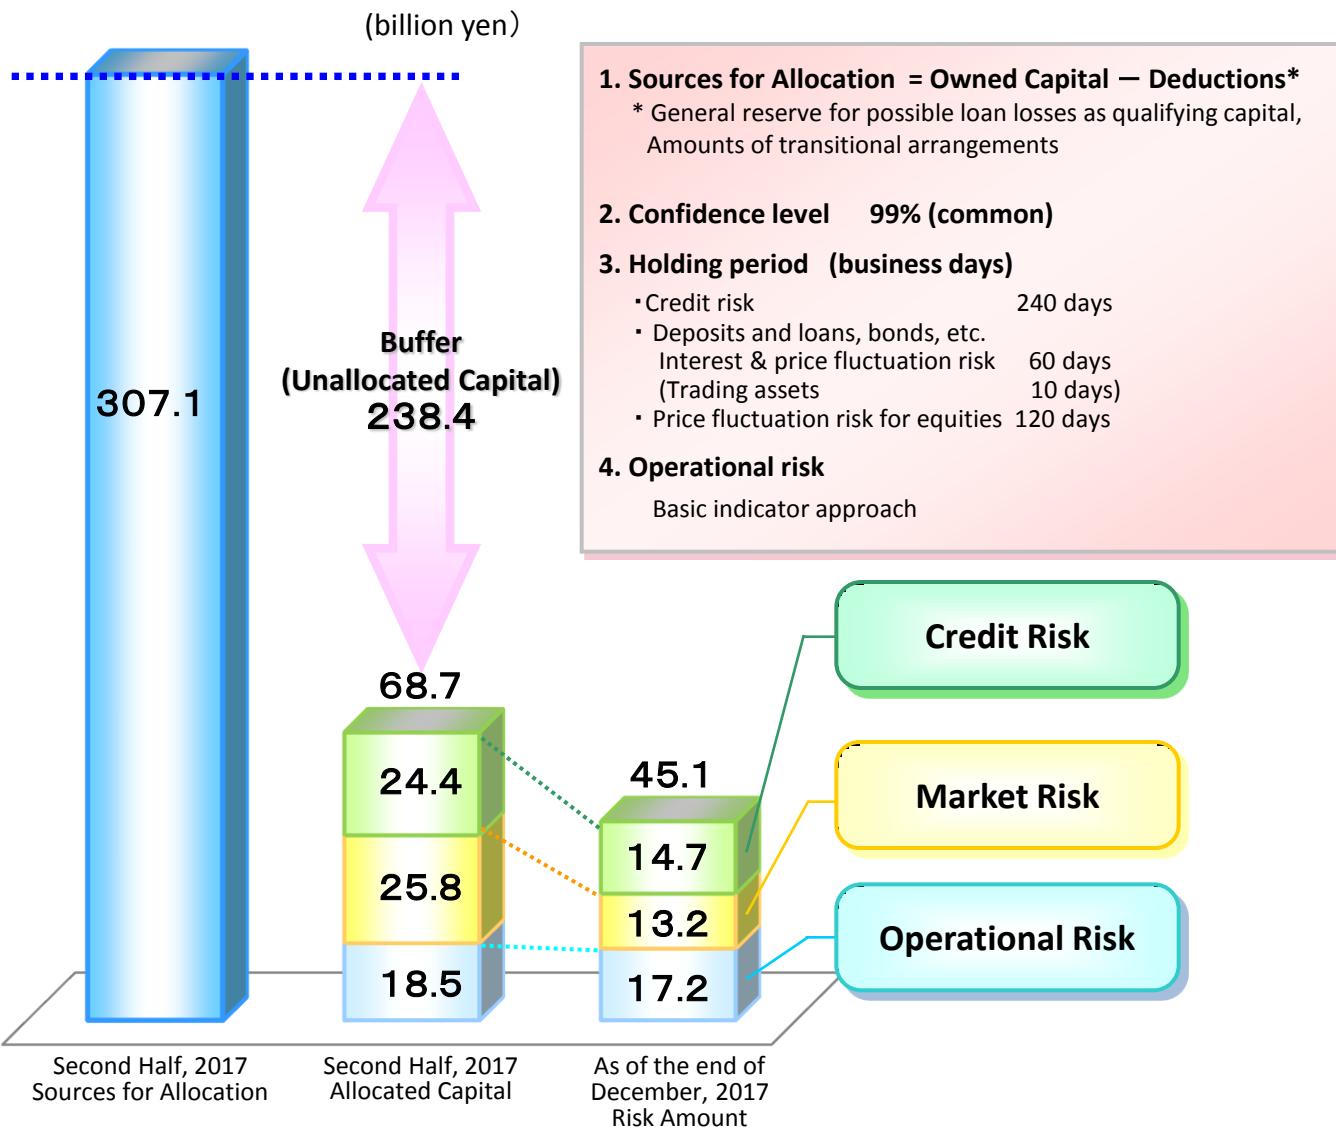 (billion yen）
1. Sources for Allocation = Owned Capital － Deductions*
* General reserve for possible loan losses as qualifying capital,
Amounts of transitional arrangements
2. Confidence level 99% (common)
3. Holding period (business days)
・Credit risk 240 days
・ Deposits and loans, bonds, etc.
Interest & price fluctuation risk 60 days
(Trading assets 10 days)
・Price fluctuation risk for equities 120 days
4. Operational risk
Basic indicator approach
307.1
Buffer
(Unallocated Capital)
238.4
68.7
24.4
25.8
18.5
45.1
14.7
13.2
17.2
Credit Risk
Market Risk
Operational Risk
Second Half, 2017
Sources for Allocation
Second Half, 2017
Allocated Capital
As of the end of
December, 2017
Risk Amount